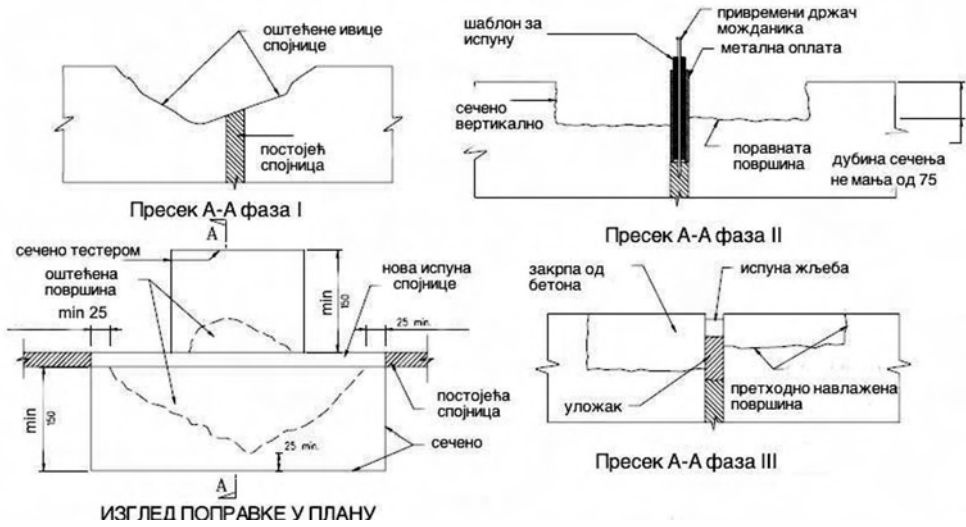 оштећене ивице
спојнице
постојећ
спојница
Пресек А-А фаза I
шаблон за
испуну
привремени држач
можданика
метална оплата
сечено
вертикално
поравната
површина
дубина сечења
не мања од 75
Пресек А-А фаза II
A
сечено тестером
оштећена
површина
min 25
min
150
нова испуна
спојнице
25 min.
min
150
постојећа
спојница
сечено
25 min.
A
ИЗГЛЕД ПОПРАВКЕ У ПЛАНУ
закрпа од
бетона
испуна жљеба
уложак
претходно навлажена
површина
Пресек А-А фаза III